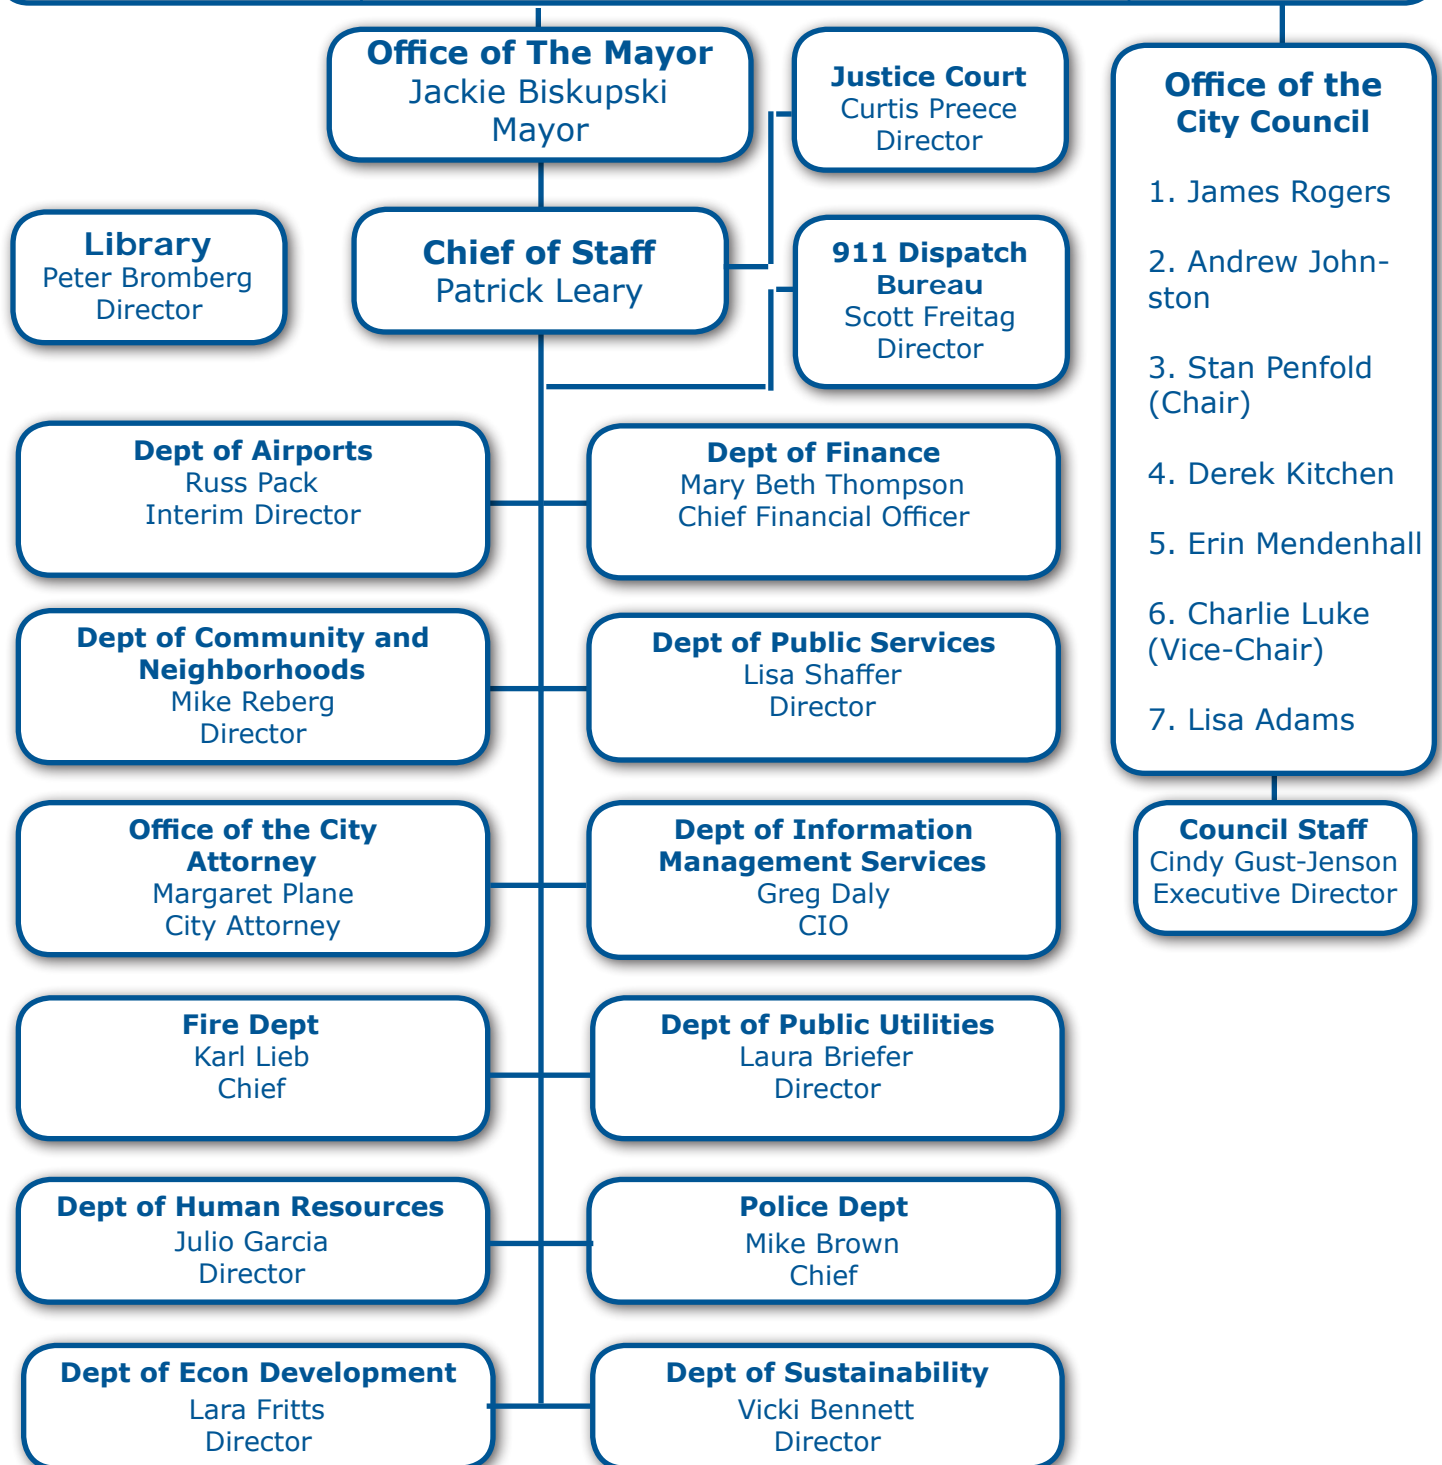 Office of The Mayor
Jackie Biskupski
Mayor
Justice Court
Curtis Preece
Director
Office of the
City Council
1. James Rogers
2. Andrew John-
ston
3. Stan Penfold
(Chair)
4. Derek Kitchen
5. Erin Mendenhall
6. Charlie Luke
(Vice-Chair)
7. Lisa Adams
Library
Peter Bromberg
Director
Chief of Staff
Patrick Leary
911 Dispatch
Bureau
Scott Freitag
Director
Dept of Airports
Russ Pack
Interim Director
Dept of Finance
Mary Beth Thompson
Chief Financial Officer
Dept of Community and
Neighborhoods
Mike Reberg
Director
Dept of Public Services
Lisa Shaffer
Director
Council Staff
Cindy Gust-Jenson
Executive Director
Office of the City
Attorney
Margaret Plane
City Attorney
Dept of Information
Management Services
Greg Daly
CIO
Fire Dept
Karl Lieb
Chief
Dept of Public Utilities
Laura Briefer
Director
Dept of Human Resources
Julio Garcia
Director
Police Dept
Mike Brown
Chief
Dept of Econ Development
Lara Fritts
Director
Dept of Sustainability
Vicki Bennett
Director